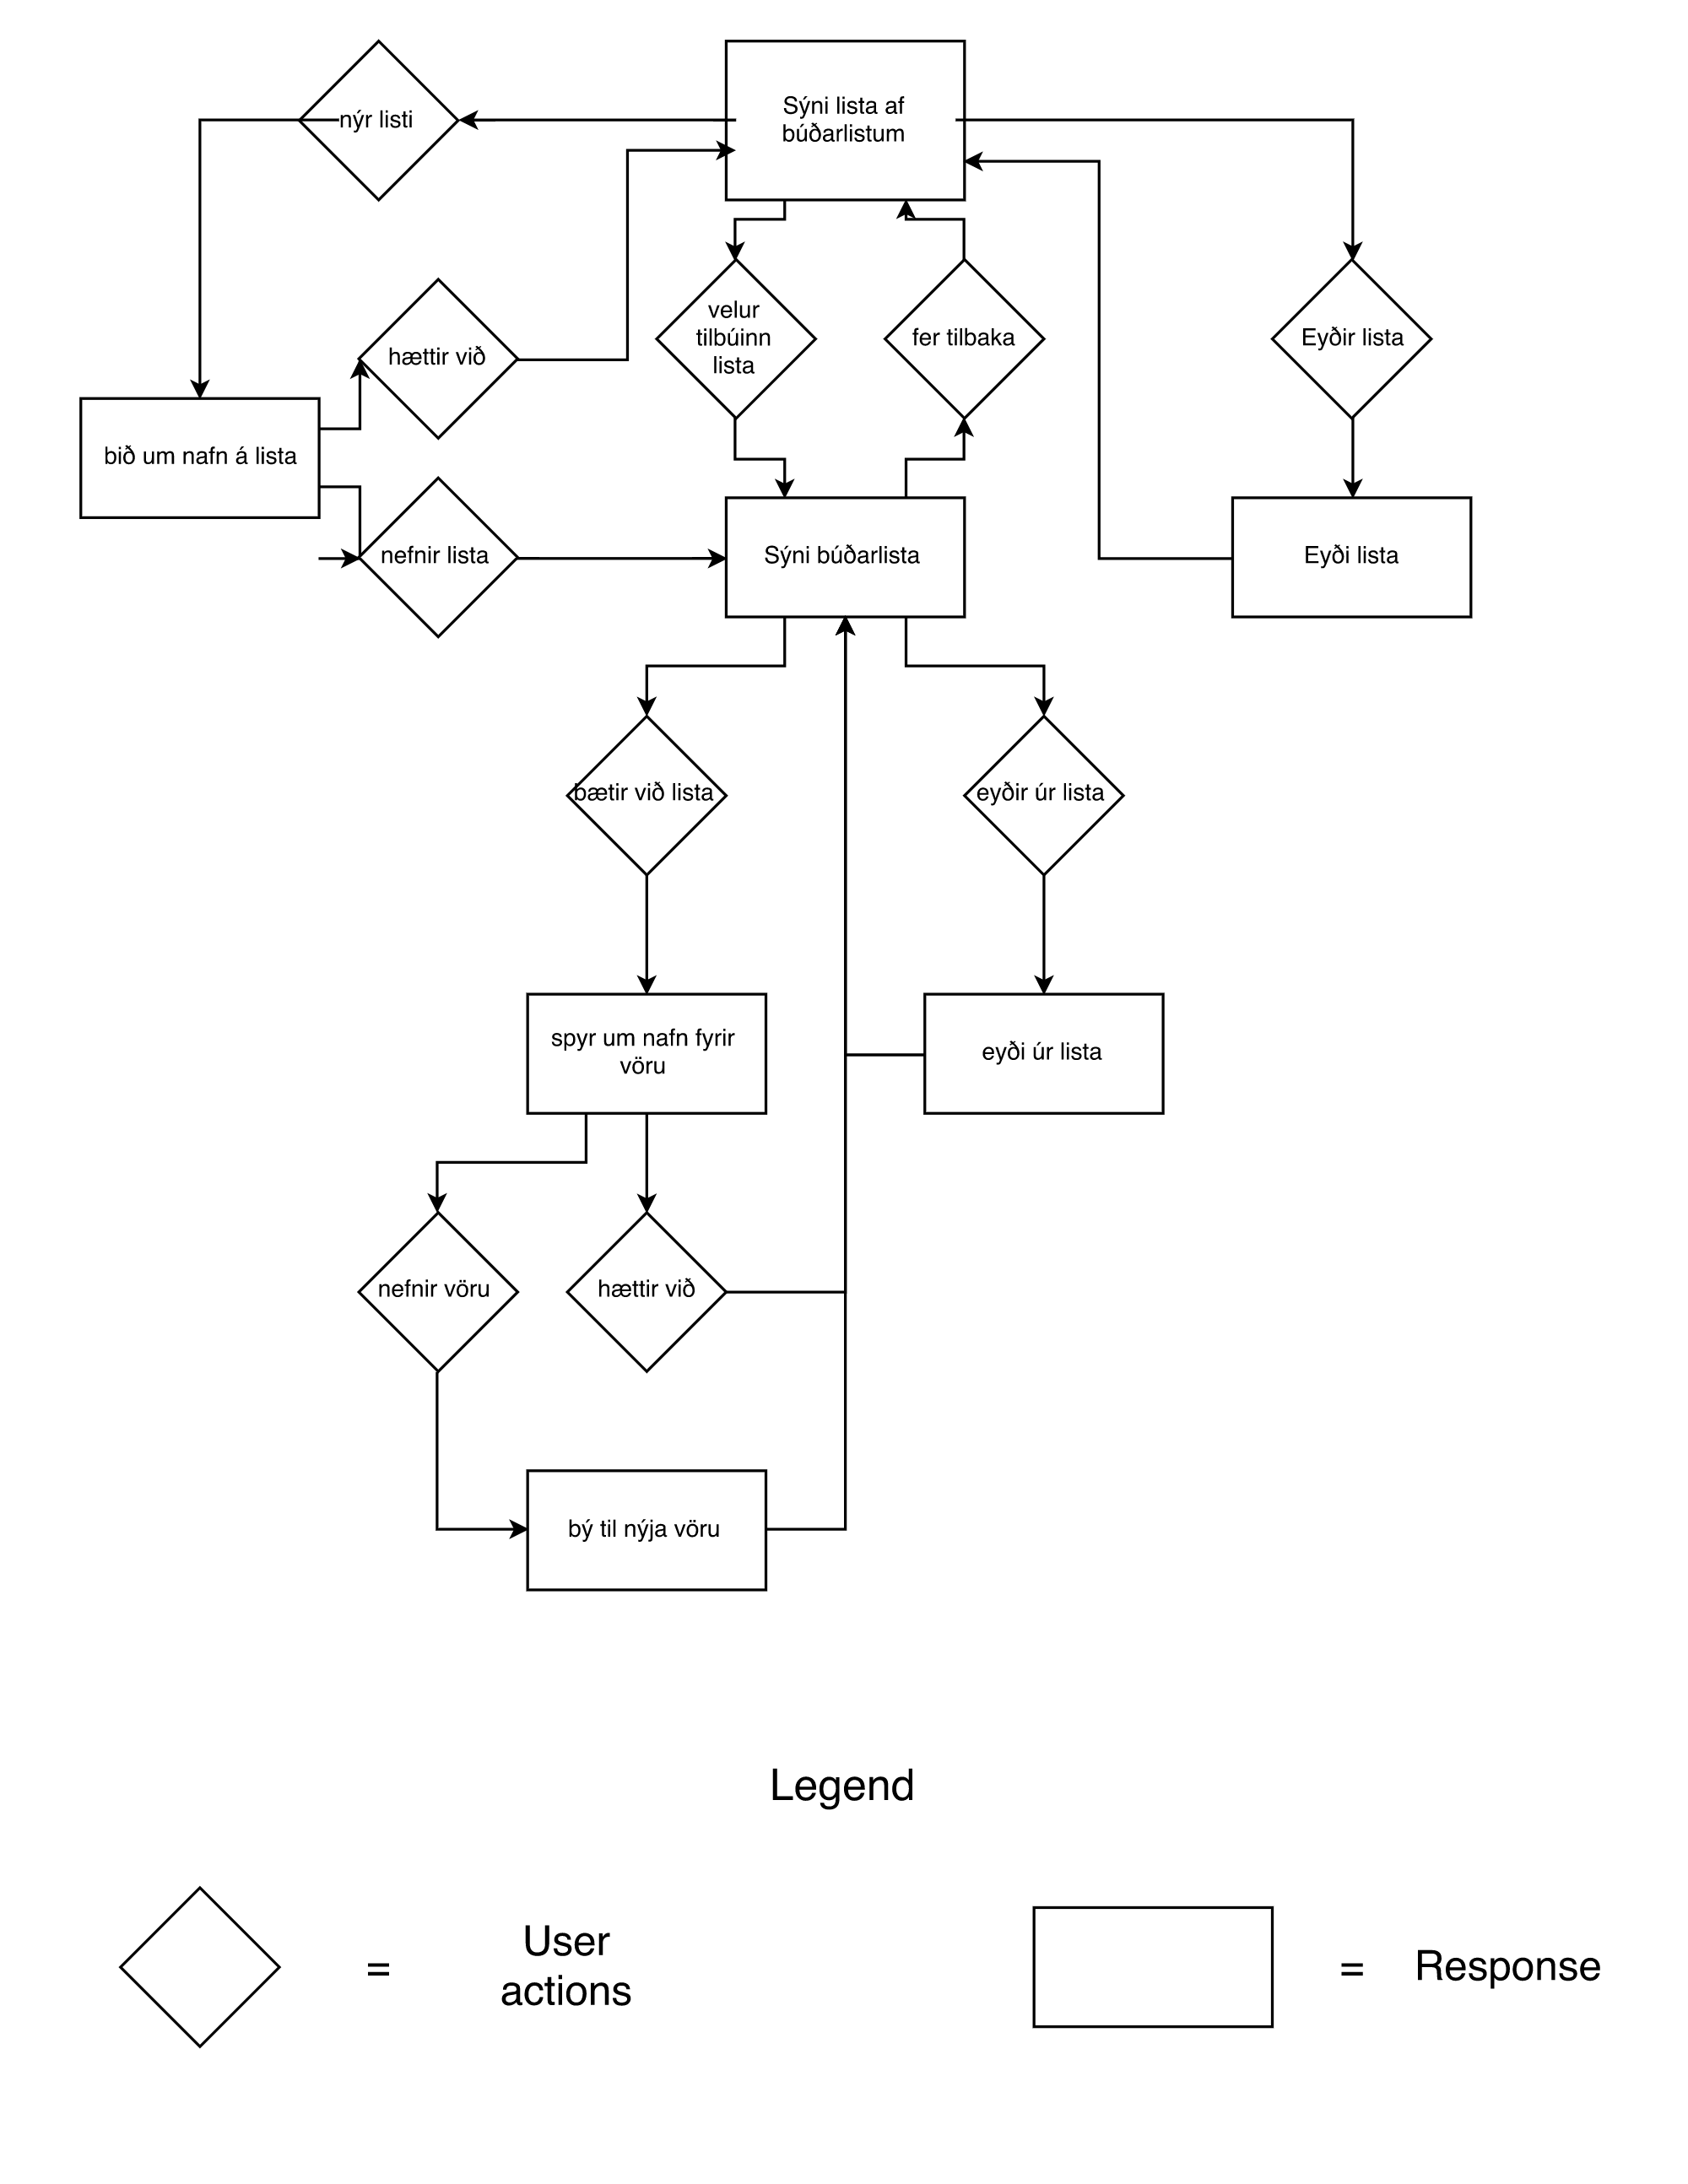 Sýni lista af
búðarlistum
nýr listi
velur
tilbúinn
lista
fer tilbaka
Eyðir lista
hættir við
bið um nafn á lista
nefnir lista
Sýni búðarlista
Eyði lista
bætir við lista
eyðir úr lista
spyr um nafn fyrir
vöru
eyði úr lista
nefnir vöru
hættir við
bý til nýja vöru
Legend
=
User
actions
=
Response